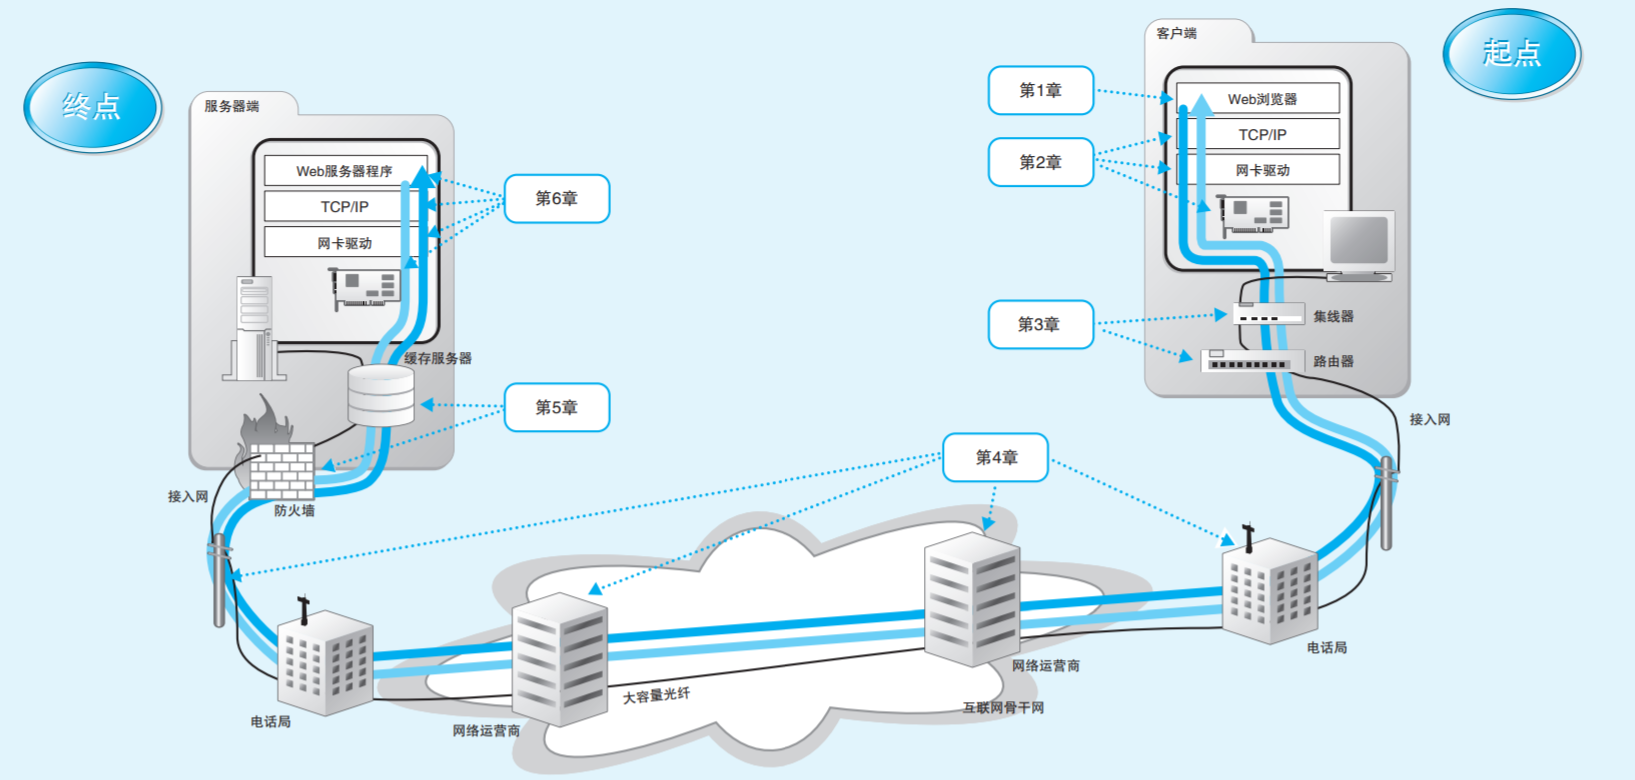 终点
服务器端
Web服务器程序
TCP/IP
网卡驱动
第6章
缓存服务器
第5章
防火墙
接入网
电话局
网络运营商
大容量光纤
第4章
互联网骨干网
网络运营商
电话局
接入网
起点
客户端
第1章
Web浏览器
第2章
TCP/IP
网卡驱动
第3章
集线器
路由器